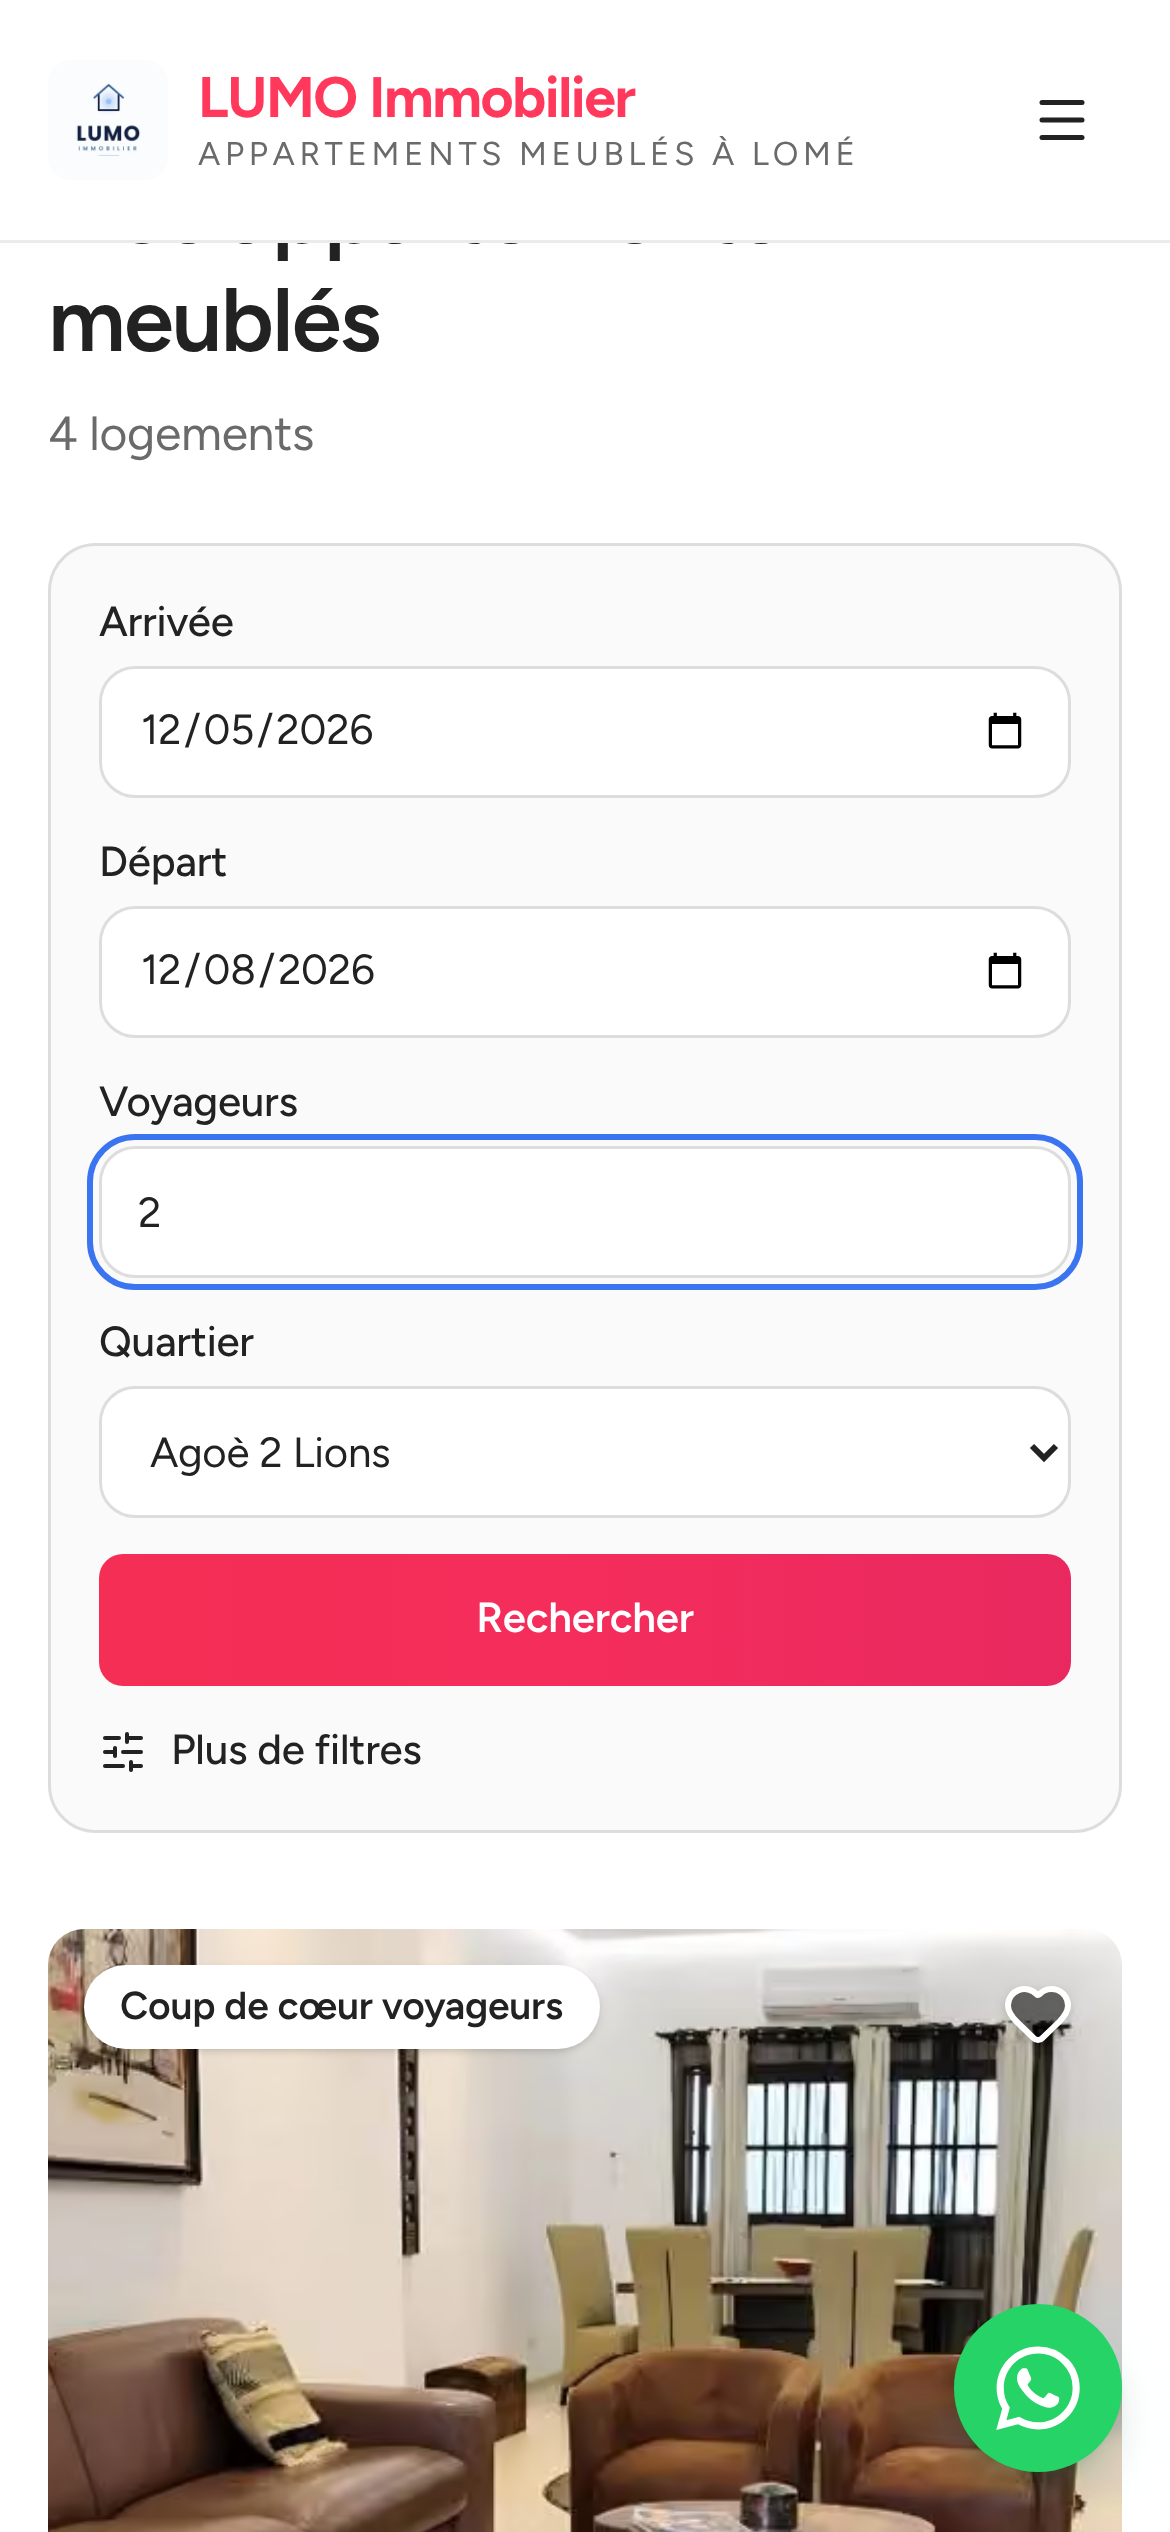 LUMO
IMMOBILIER
LUMO Immobilier
APPARTEMENTS MEUBLÉS À LOMÉ
meublés
4 logements
Arrivée
12/05/2026
Départ
12/08/2026
Voyageurs
2
Quartier
Agoè 2 Lions
Rechercher
Plus de filtres
Coup de cœur voyageurs